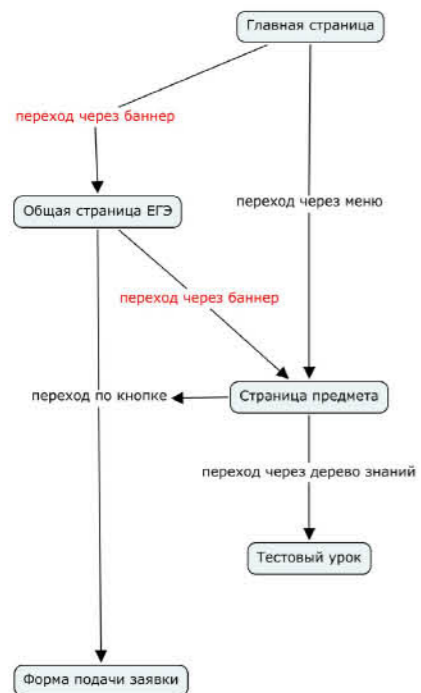 Главная страница
переход через баннер
переход через меню
Общая страница ЕГЭ
переход через баннер
переход по кнопке
Страница предмета
переход через дерево знаний
Тестовый урок
Форма подачи заявки